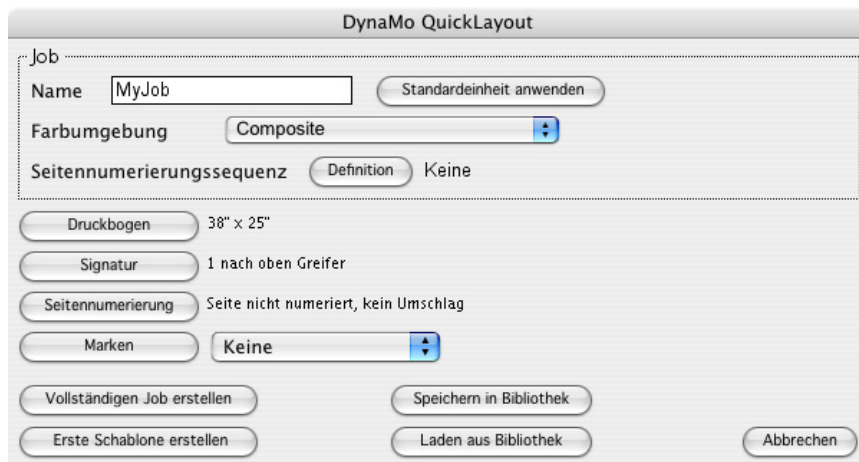 DynaMo QuickLayout
Job
Name MyJob Standardeinheit anwenden
Farbumgebung Composite
Seitennumerierungssequenz Definition Keine
Druckbogen 38" x 25"
Signatur 1 nach oben Greifer
Seitennumerierung Seite nicht numeriert, kein Umschlag
Marken Keine
Vollständigen Job erstellen Speichern in Bibliothek
Erste Schablone erstellen Laden aus Bibliothek Abbrechen